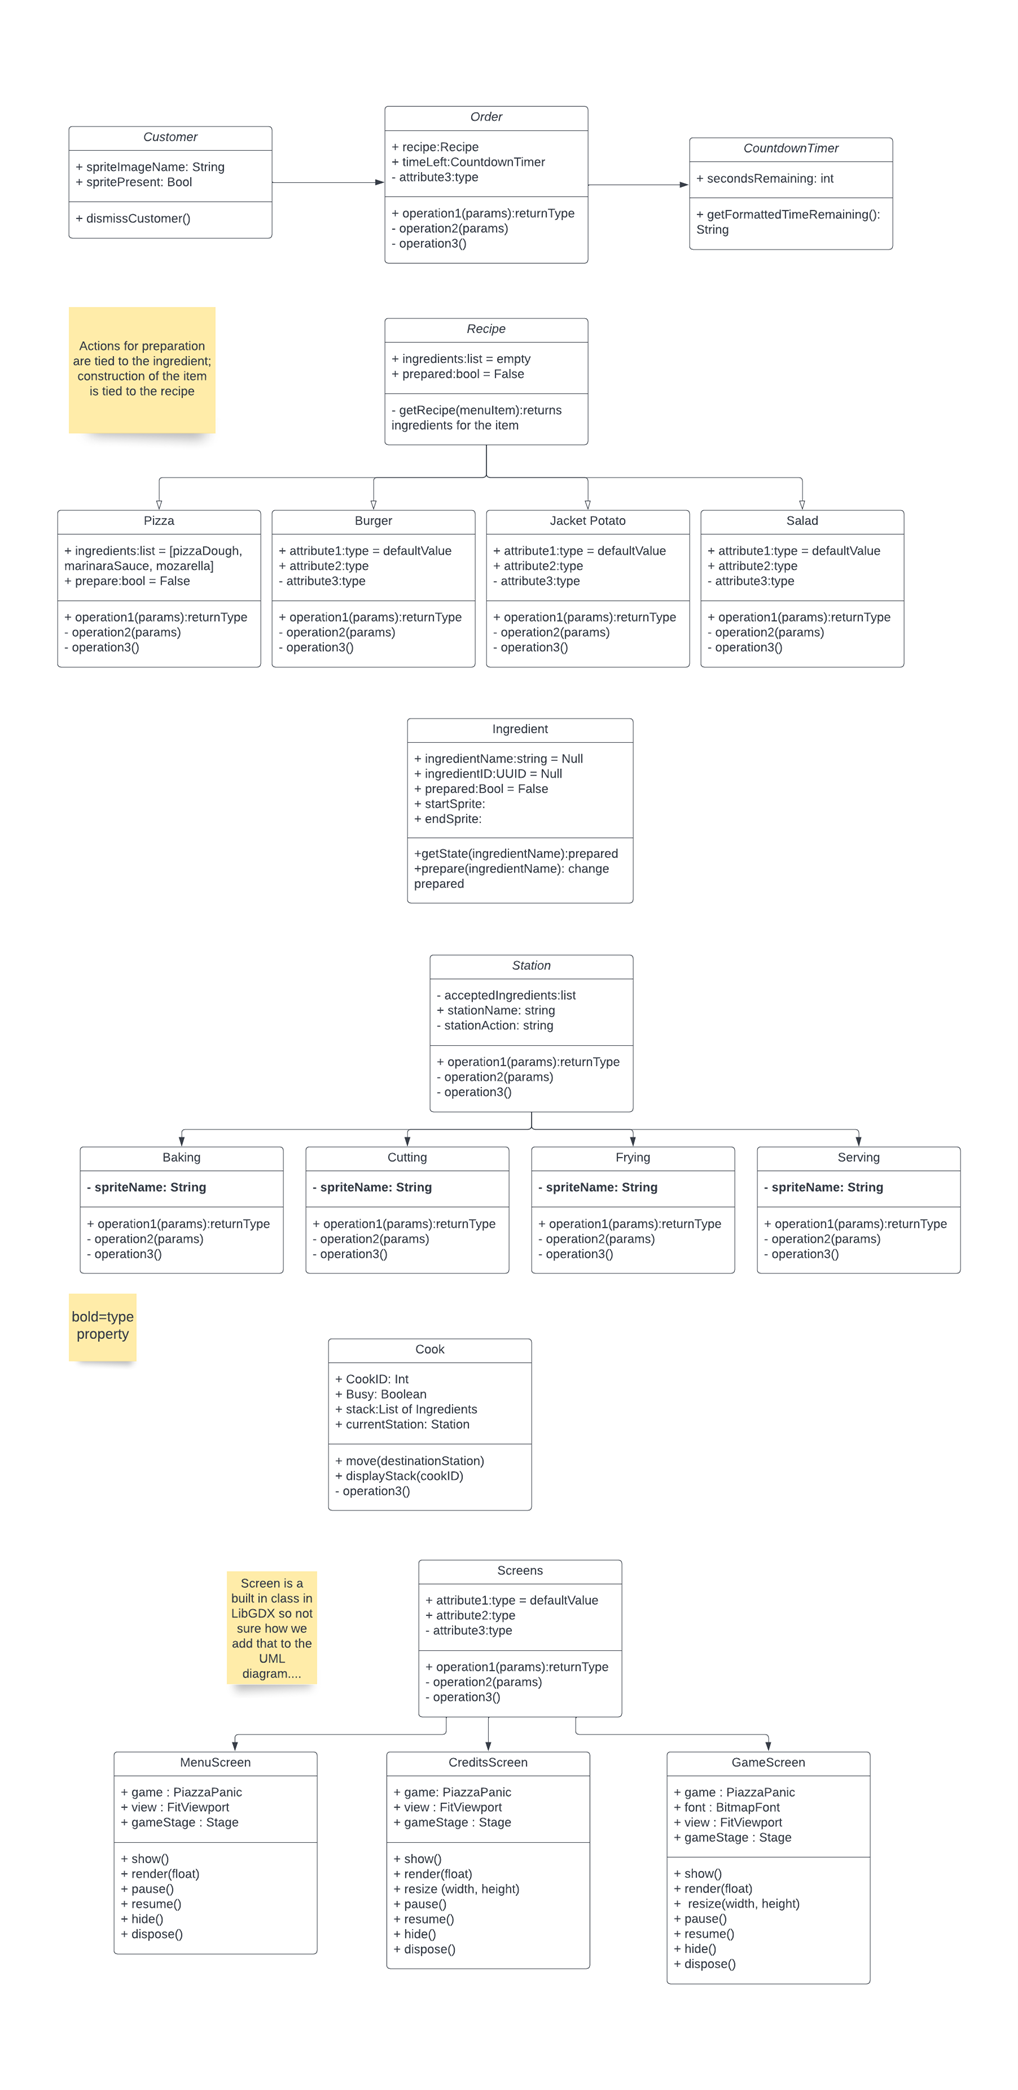 Customer
+ spriteImageName: String
+ spritePresent: Bool
+ dismissCustomer()
Order
+ recipe:Recipe
+ timeLeft:CountdownTimer
- attribute3:type
+ operation1(params):returnType
- operation2(params)
- operation3()
CountdownTimer
+ secondsRemaining: int
+ getFormattedTimeRemaining():
String
Actions for preparation
are tied to the ingredient;
construction of the item
is tied to the recipe
Recipe
+ ingredients:list = empty
+ prepared:bool = False
- getRecipe(menuItem):returns
ingredients for the item
Pizza
+ ingredients:list = [pizzaDough,
marinaraSauce, mozarella]
+ prepare:bool = False
+ operation1(params):returnType
- operation2(params)
- operation3()
Burger
+ attribute1:type = defaultValue
+ attribute2:type
- attribute3:type
+ operation1(params):returnType
- operation2(params)
- operation3()
Jacket Potato
+ attribute1:type = defaultValue
+ attribute2:type
- attribute3:type
+ operation1(params):returnType
- operation2(params)
- operation3()
Salad
+ attribute1:type = defaultValue
+ attribute2:type
- attribute3:type
+ operation1(params):returnType
- operation2(params)
- operation3()
Ingredient
+ ingredientName:string = Null
+ ingredientID:UUID = Null
+ prepared:Bool = False
+ startSprite:
+ endSprite:
+getState(ingredientName):prepared
+prepare(ingredientName): change
prepared
Station
- acceptedIngredients:list
+ stationName: string
- stationAction: string
+ operation1(params):returnType
- operation2(params)
- operation3()
Baking
- spriteName: String
+ operation1(params):returnType
- operation2(params)
- operation3()
Cutting
- spriteName: String
+ operation1(params):returnType
- operation2(params)
- operation3()
Frying
- spriteName: String
+ operation1(params):returnType
- operation2(params)
- operation3()
Serving
- spriteName: String
+ operation1(params):returnType
- operation2(params)
- operation3()
bold=type
property
Cook
+ CookID: Int
+ Busy: Boolean
+ stack:List of Ingredients
+ currentStation: Station
+ move(destinationStation)
+ displayStack(cookID)
- operation3()
Screen is a
built in class in
LibGDX so not
sure how we
add that to the
UML
diagram....
Screens
+ attribute1:type = defaultValue
+ attribute2:type
- attribute3:type
+ operation1(params):returnType
- operation2(params)
- operation3()
MenuScreen
+ game : PiazzaPanic
+ view : FitViewport
+ gameStage : Stage
+ show()
+ render(float)
+ pause()
+ resume()
+ hide()
+ dispose()
CreditsScreen
+ game: PiazzaPanic
+ view : FitViewport
+ gameStage : Stage
+ show()
+ render(float)
+ resize (width, height)
+ pause()
+ resume()
+ hide()
+ dispose()
GameScreen
+ game : PiazzaPanic
+ font : BitmapFont
+ view : FitViewport
+ gameStage : Stage
+ show()
+ render(float)
+  resize(width, height)
+ pause()
+ resume()
+ hide()
+ dispose()